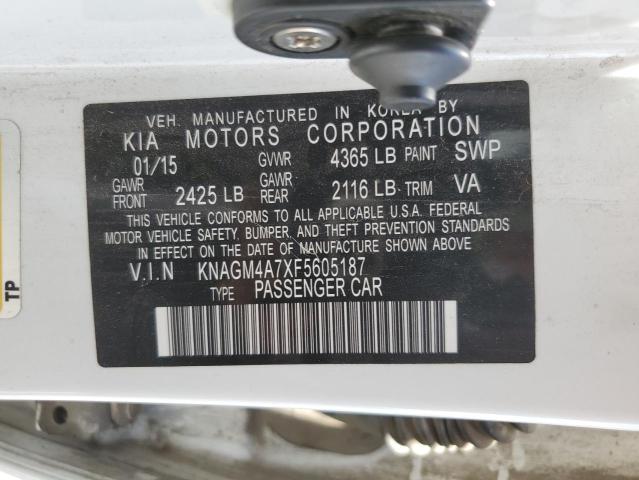 VEH. MANUFACTURED IN KOREA BY
KIA MOTORS CORPORATION
01/15 GVWR 4365 LB PAINT SWP
GAWR FRONT 2425 LB GAWR REAR 2116 LB TRIM VA
THIS VEHICLE CONFORMS TO ALL APPLICABLE U.S.A. FEDERAL
MOTOR VEHICLE SAFETY, BUMPER, AND THEFT PREVENTION STANDARDS
IN EFFECT ON THE DATE OF MANUFACTURE SHOWN ABOVE
V.I.N KNAGM4A7XF5605187
TYPE PASSENGER CAR
TP